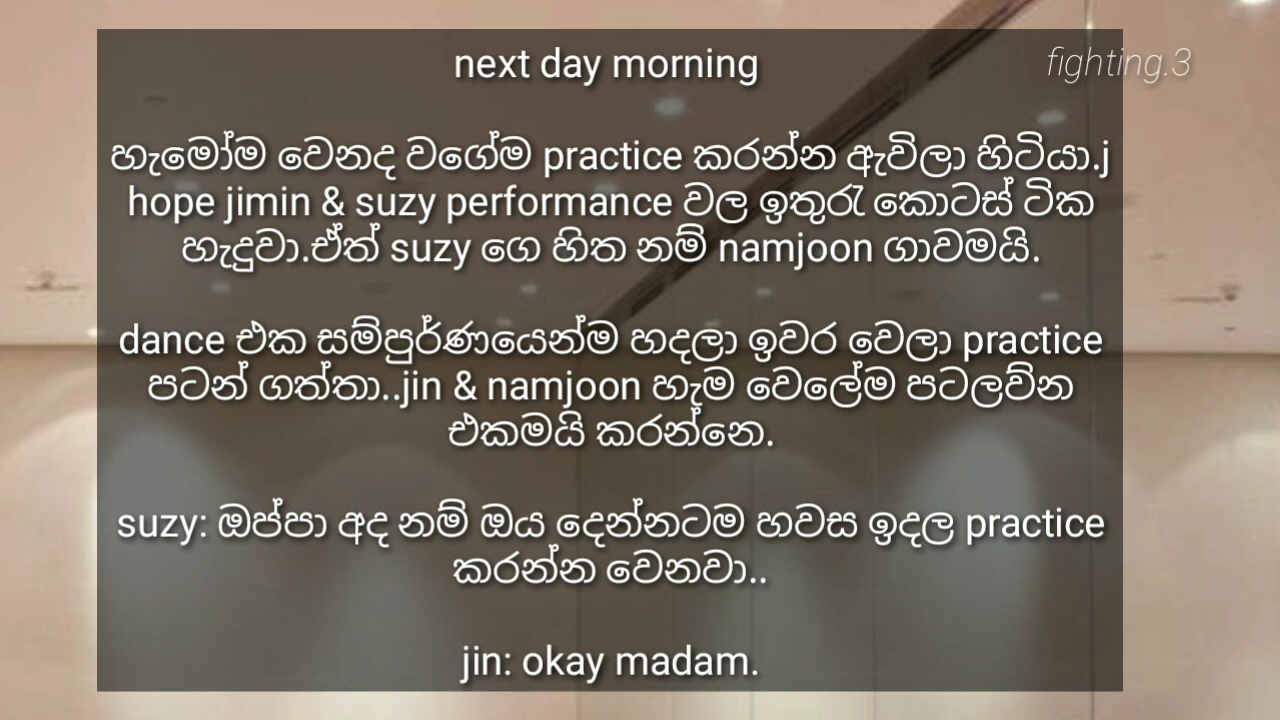 next day morning
fighting.3
හැමෝම වෙනද වගේම practice කරන්න ඇවිලා හිටියා.j
hope jimin & suzy performance වල ඉතුරැ කොටස් ටික
හැදුවා.ඒත් suzy ගෙ හිත නම් namjoon ගාවමයි.
dance එක සම්පුර්ණයෙන්ම හදලා ඉවර වෙලා practice
පටන් ගත්තා..jin & namjoon හැම වෙලේම පටලව්න
එකමයි කරන්නෙ.
suzy: ඔප්පා අද නම් ඔය දෙන්නටම හවස ඉදල practice
කරන්න වෙනවා..
jin: okay madam.